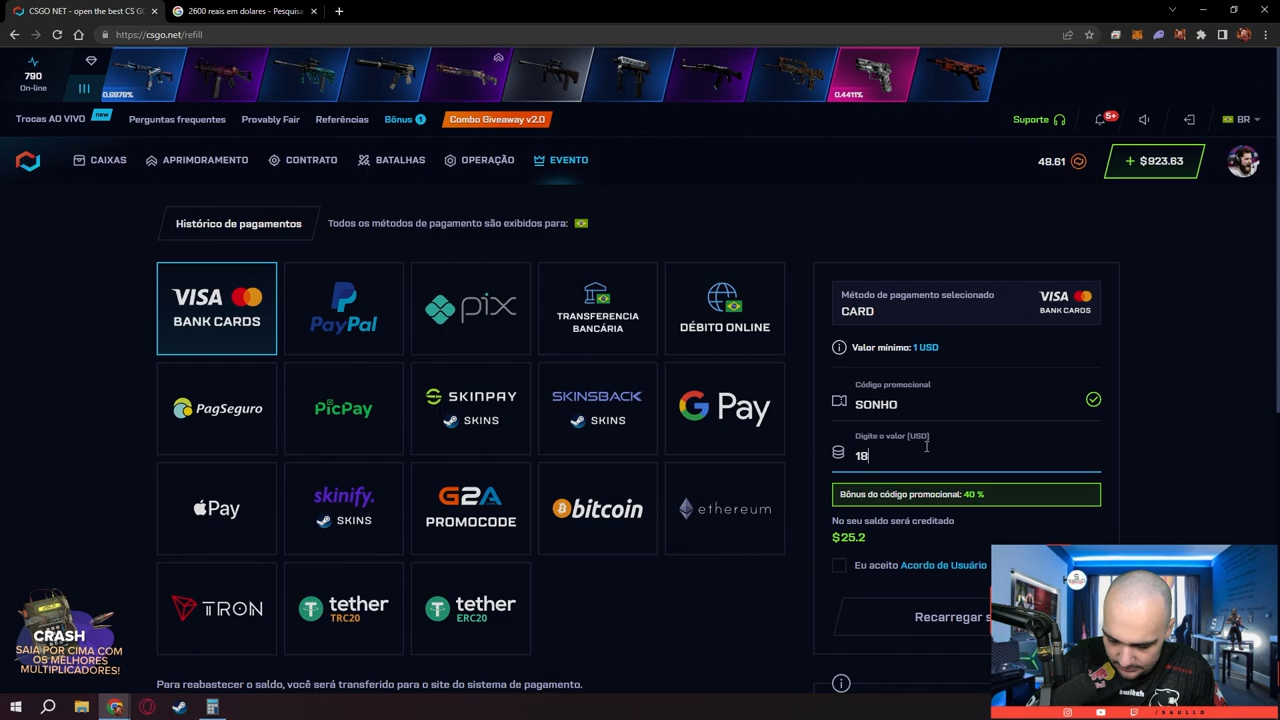 CSGO NET - open the best CS GO
2600 reais em dolares - Pesquisa
https://csgo.net/refill
790
On-line
0.6878%
0.4411%
Trocas AO VIVO
new
Perguntas frequentes
Provably Fair
Referências
Bônus 1
Combo Giveaway v2.0
Suporte
5+
BR
CAIXAS
APRIMORAMENTO
CONTRATO
BATALHAS
OPERAÇÃO
EVENTO
48.61
+ $923.63
Histórico de pagamentos
Todos os métodos de pagamento são exibidos para:
VISA
BANK CARDS
PayPal
pix
TRANSFERENCIA
BANCÁRIA
DÉBITO ONLINE
PagSeguro
PicPay
SKINPAY
SKINS
SKINSBACK
SKINS
G Pay
Pay
skinify.
SKINS
G2A
PROMOCODE
bitcoin
ethereum
TRON
tether
TRC20
tether
ERC20
Para reabastecer o saldo, você será transferido para o site do sistema de pagamento.
Método de pagamento selecionado
CARD
VISA
BANK CARDS
Valor mínimo: 1 USD
Código promocional
SONHO
Digite o valor (USD)
18
Bônus do código promocional: 40 %
No seu saldo será creditado
$25.2
Eu aceito Acordo de Usuário
Recarregar s
CRASH
SAIA POR CIMA COM
OS MELHORES
MULTIPLICADORES!
twitch
/SAULLO